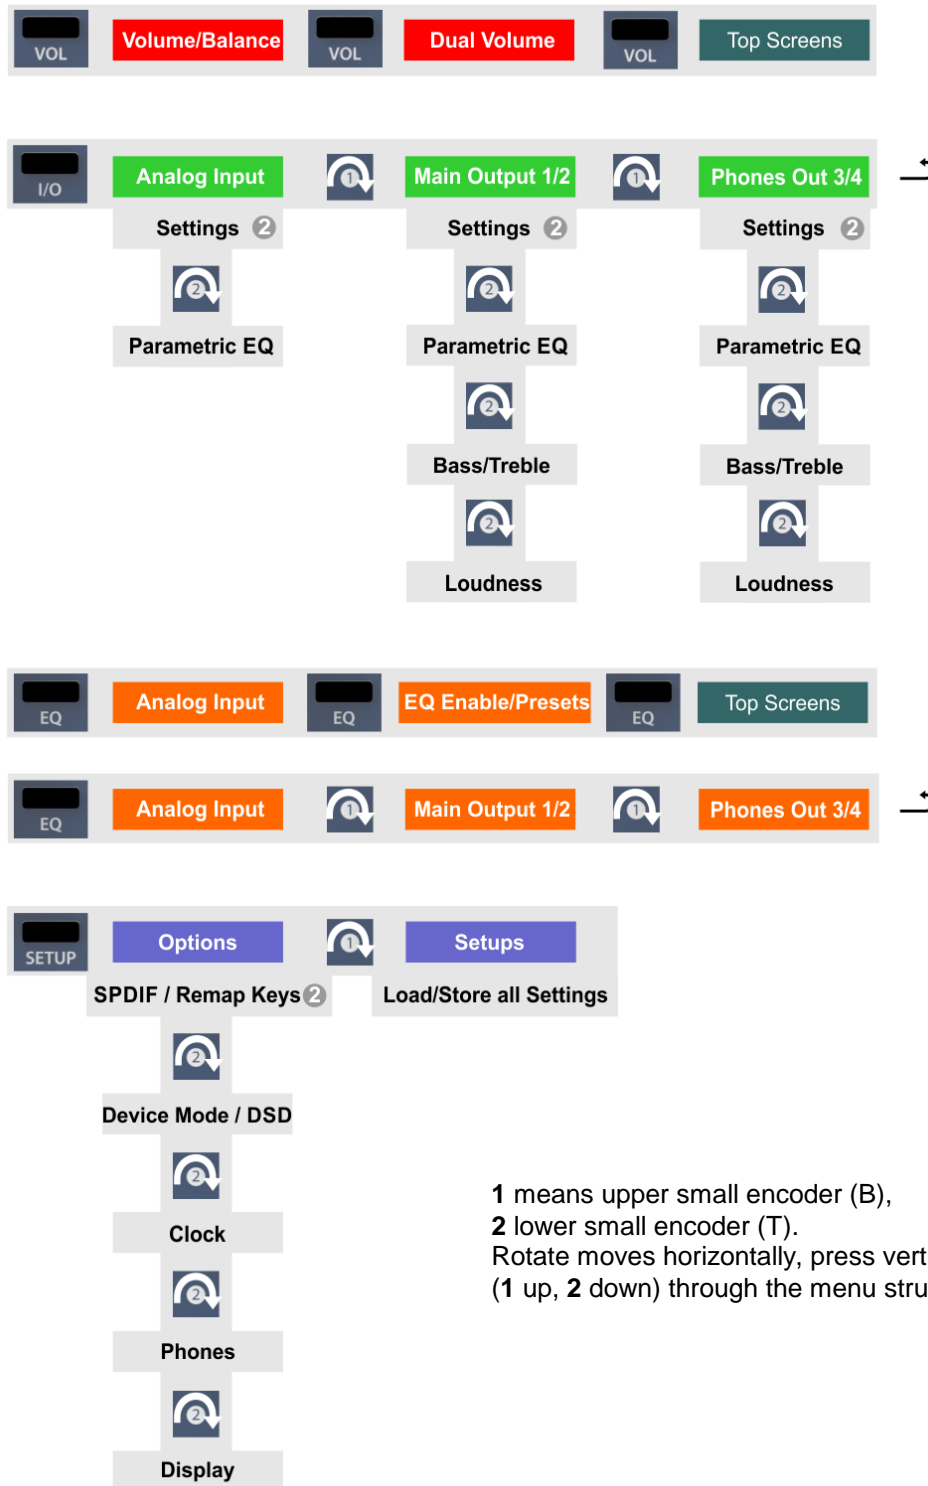 VOL Volume/Balance VOL Dual Volume VOL Top Screens
I/O Analog Input 1 Main Output 1/2 1 Phones Out 3/4
Settings 2 Settings 2 Settings 2
2 2 2
Parametric EQ Parametric EQ Parametric EQ
2 2
Bass/Treble Bass/Treble
2 2
Loudness Loudness
EQ Analog Input EQ EQ Enable/Presets EQ Top Screens
EQ Analog Input 1 Main Output 1/2 1 Phones Out 3/4
SETUP Options 1 Setups
SPDIF / Remap Keys 2 Load/Store all Settings
2
Device Mode / DSD
2
Clock
2
Phones
2
Display
1 means upper small encoder (B),
2 lower small encoder (T).
Rotate moves horizontally, press vert
(1 up, 2 down) through the menu stru